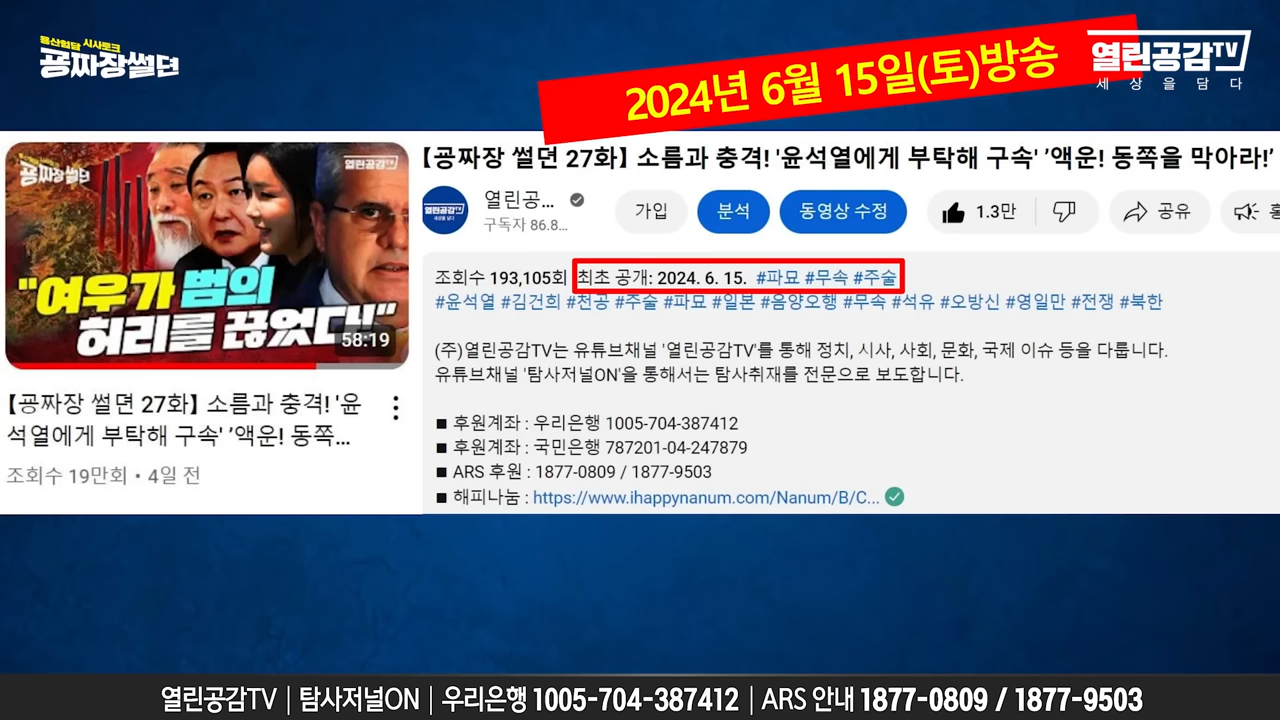 용산협담 시사토크
굥짜장썰뎐
2024년 6월 15일(토)방송
열린공감TV
세상을 담다
굥짜장썰뎐
열린공감TV
"여우가 범의
허리를 끊었다!"
58:19
【굥짜장 썰뎐 27화】 소름과 충격! '윤
석열에게 부탁해 구속' '액운! 동쪽...
조회수 19만회 • 4일 전
【굥짜장 썰뎐 27화】 소름과 충격! '윤석열에게 부탁해 구속' '액운! 동쪽을 막아라!'
열린공감TV
열린공...
구독자 86.8...
가입
분석
동영상 수정
1.3만
공유
조회수 193,105회 최초 공개: 2024. 6. 15. #파묘 #무속 #주술
#윤석열 #김건희 #천공 #주술 #파묘 #일본 #음양오행 #무속 #석유 #오방신 #영일만 #전쟁 #북한
(주)열린공감TV는 유튜브채널 '열린공감TV'를 통해 정치, 시사, 사회, 문화, 국제 이슈 등을 다룹니다.
유튜브채널 '탐사저널ON'을 통해서는 탐사취재를 전문으로 보도합니다.
■ 후원계좌 : 우리은행 1005-704-387412
■ 후원계좌 : 국민은행 787201-04-247879
■ ARS 후원 : 1877-0809 / 1877-9503
■ 해피나눔 : https://www.ihappynanum.com/Nanum/B/C...
열린공감TV | 탐사저널ON | 우리은행 1005-704-387412 | ARS 안내 1877-0809 / 1877-9503